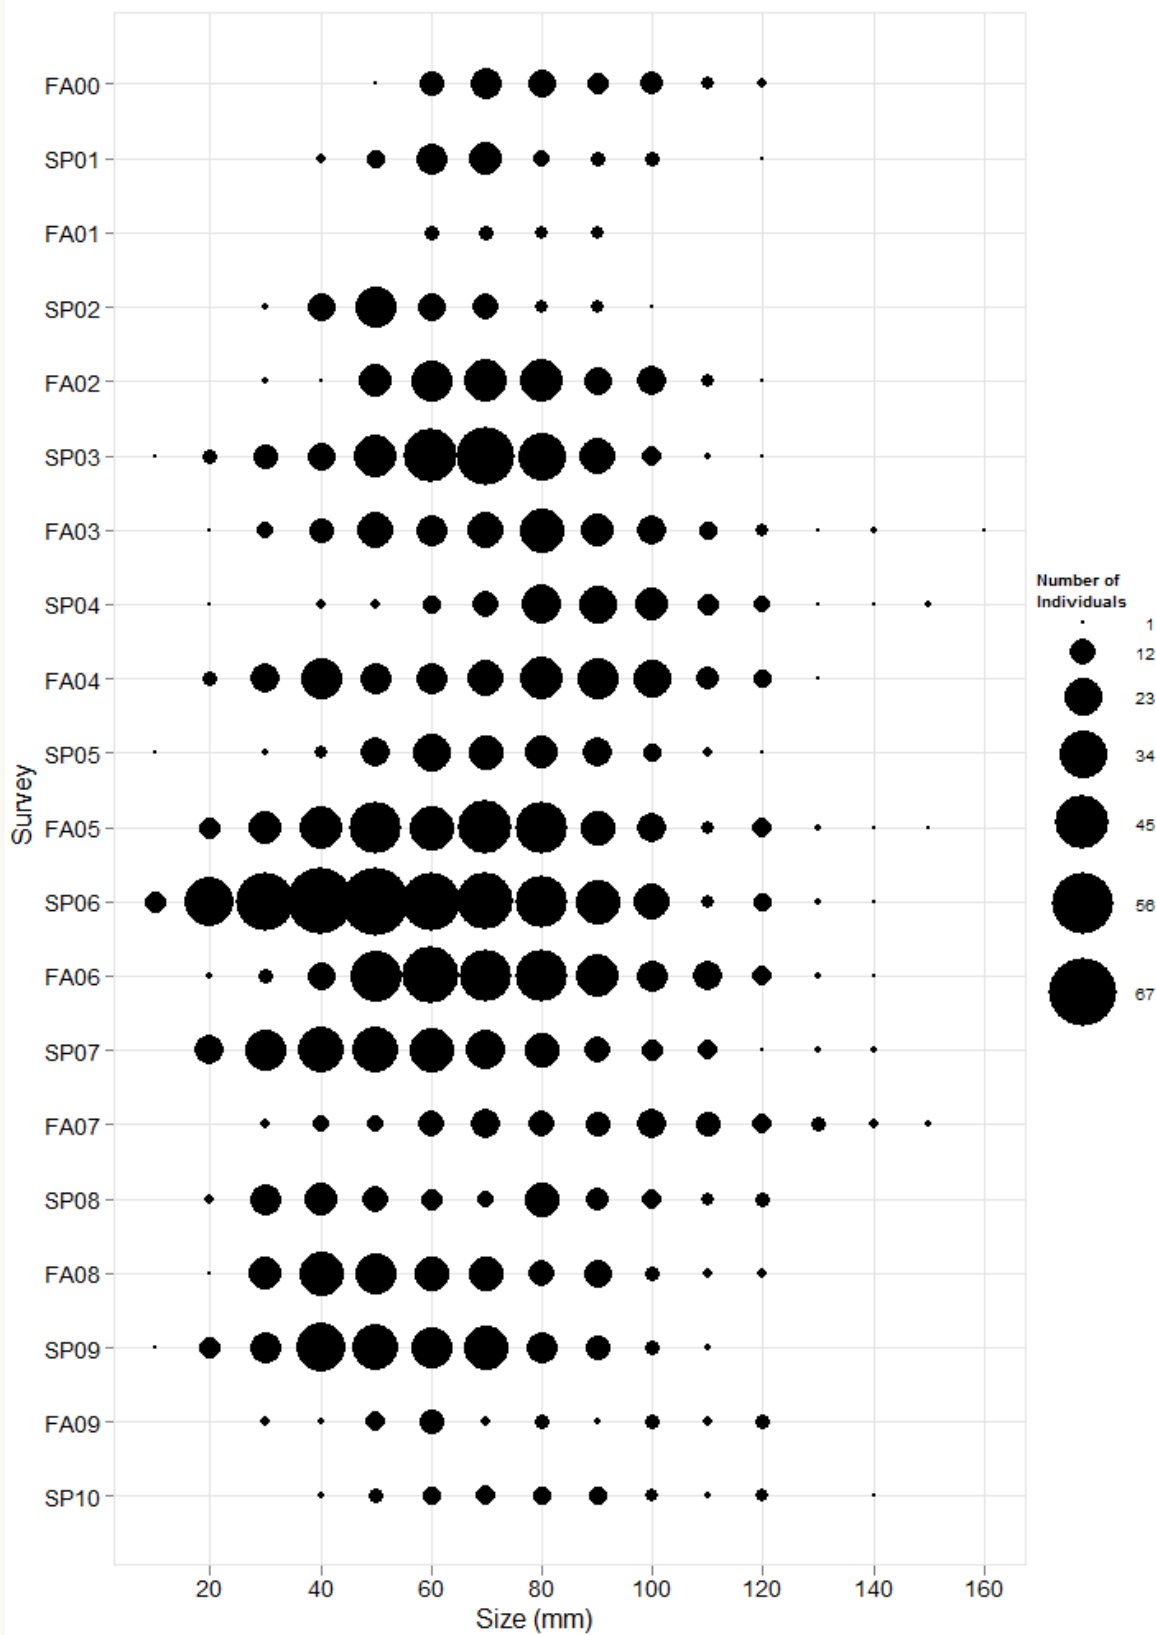 FA00
SP01
FA01
SP02
FA02
SP03
FA03
SP04
FA04
SP05
FA05
SP06
FA06
SP07
FA07
SP08
FA08
SP09
FA09
SP10
Survey
20 40 60 80 100 120 140 160
Size (mm)
Number of
Individuals
1
12
23
34
45
56
67